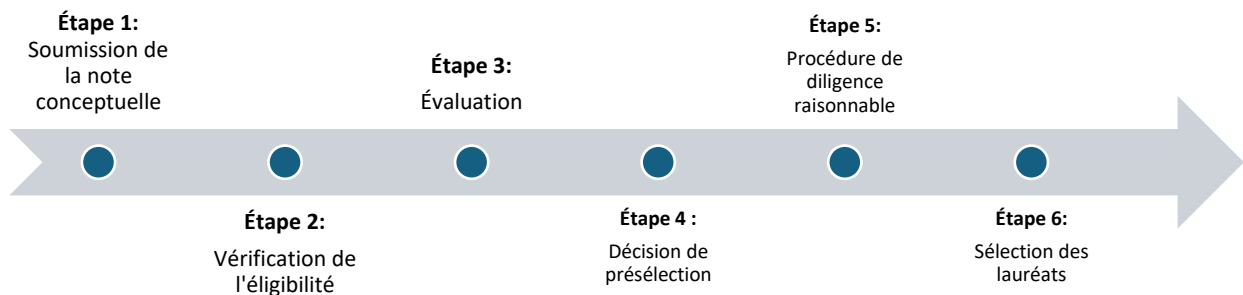 Étape 1:
Soumission de
la note
conceptuelle
Étape 2:
Vérification de
l'éligibilité
Étape 3:
Évaluation
Étape 4 :
Décision de
présélection
Étape 5:
Procédure de
diligence
raisonnable
Étape 6:
Sélection des
lauréats